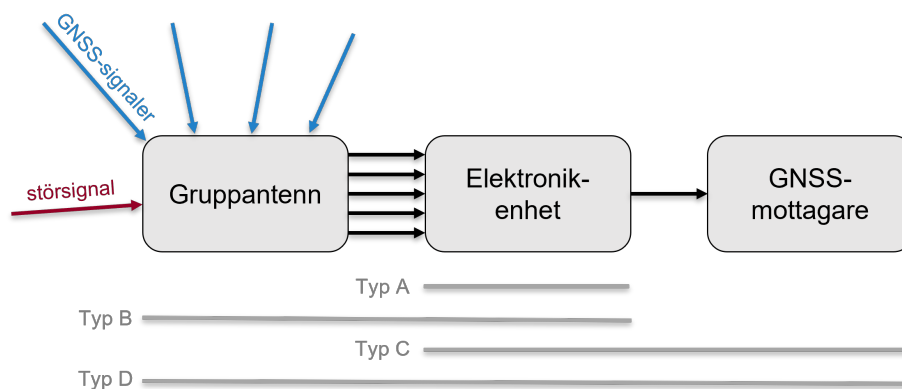 GNSS-signaler
störsignal
Gruppantenn
Elektronik-
enhet
GNSS-
mottagare
Typ A
Typ B
Typ C
Typ D